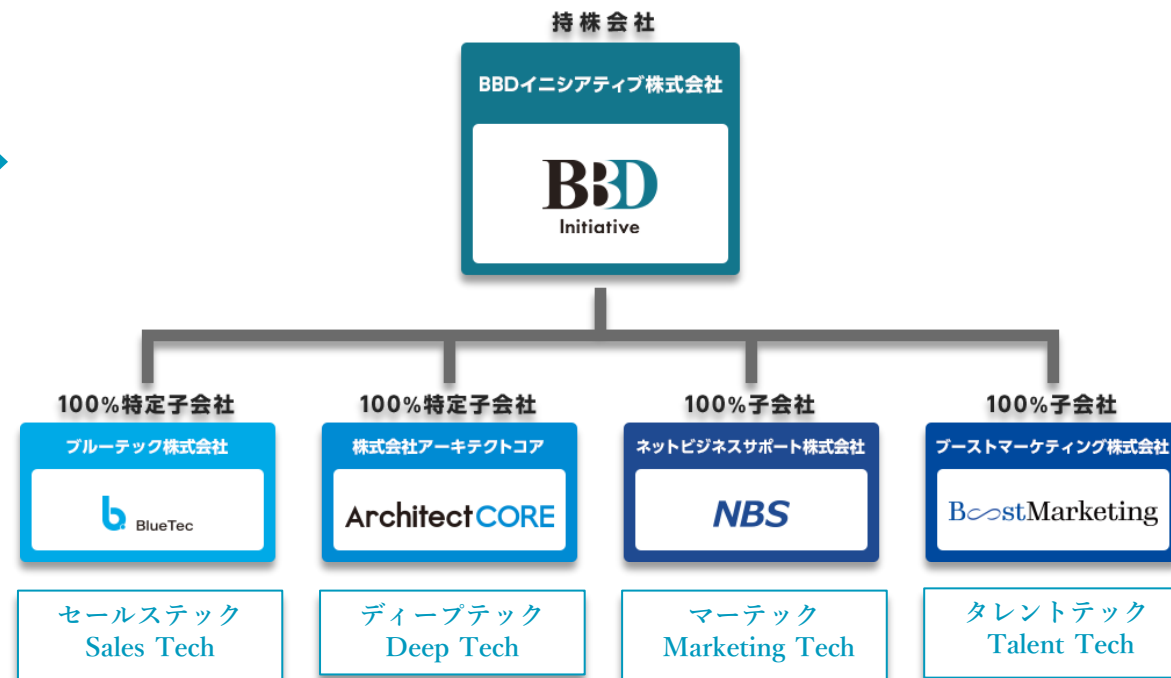 持株会社
BBDイニシアティブ株式会社
BBD
Initiative
100%特定子会社
100%特定子会社
100%子会社
100%子会社
ブルーテック株式会社
株式会社アーキテクトコア
ネットビジネスサポート株式会社
ブーストマーケティング株式会社
b BlueTec
ArchitectCORE
NBS
BoostMarketing
セールステック
Sales Tech
ディープテック
Deep Tech
マーテック
Marketing Tech
タレントテック
Talent Tech